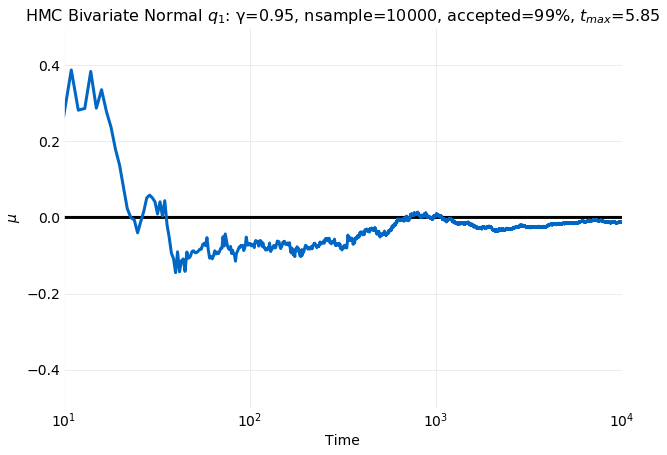 HMC Bivariate Normal q₁: γ=0.95, nsample=10000, accepted=99%, tₘₐₓ=5.85
0.4
0.2
0.0
−0.2
−0.4
μ
10¹ 10² 10³ 10⁴
Time